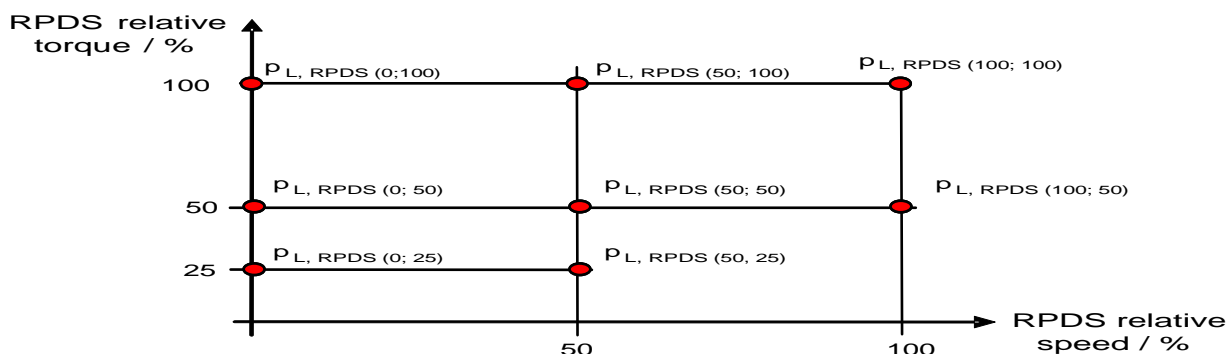 RPDS relative
torque / %
p L, RPDS (0;100)
p L, RPDS (50; 100)
p L, RPDS (100; 100)
100
p L, RPDS (0; 50)
p L, RPDS (50; 50)
p L, RPDS (100; 50)
50
p L, RPDS (0; 25)
p L, RPDS (50, 25)
25
RPDS relative
speed / %
50
100